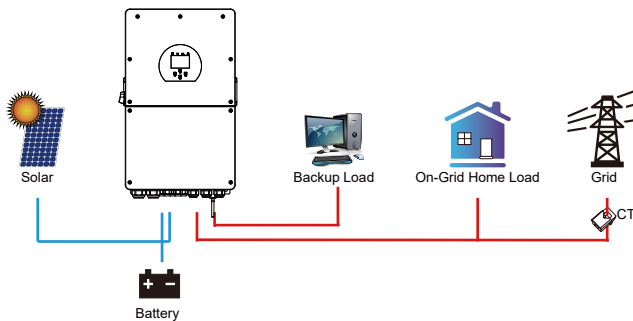 Solar
Backup Load
On-Grid Home Load
Grid
CT
Battery